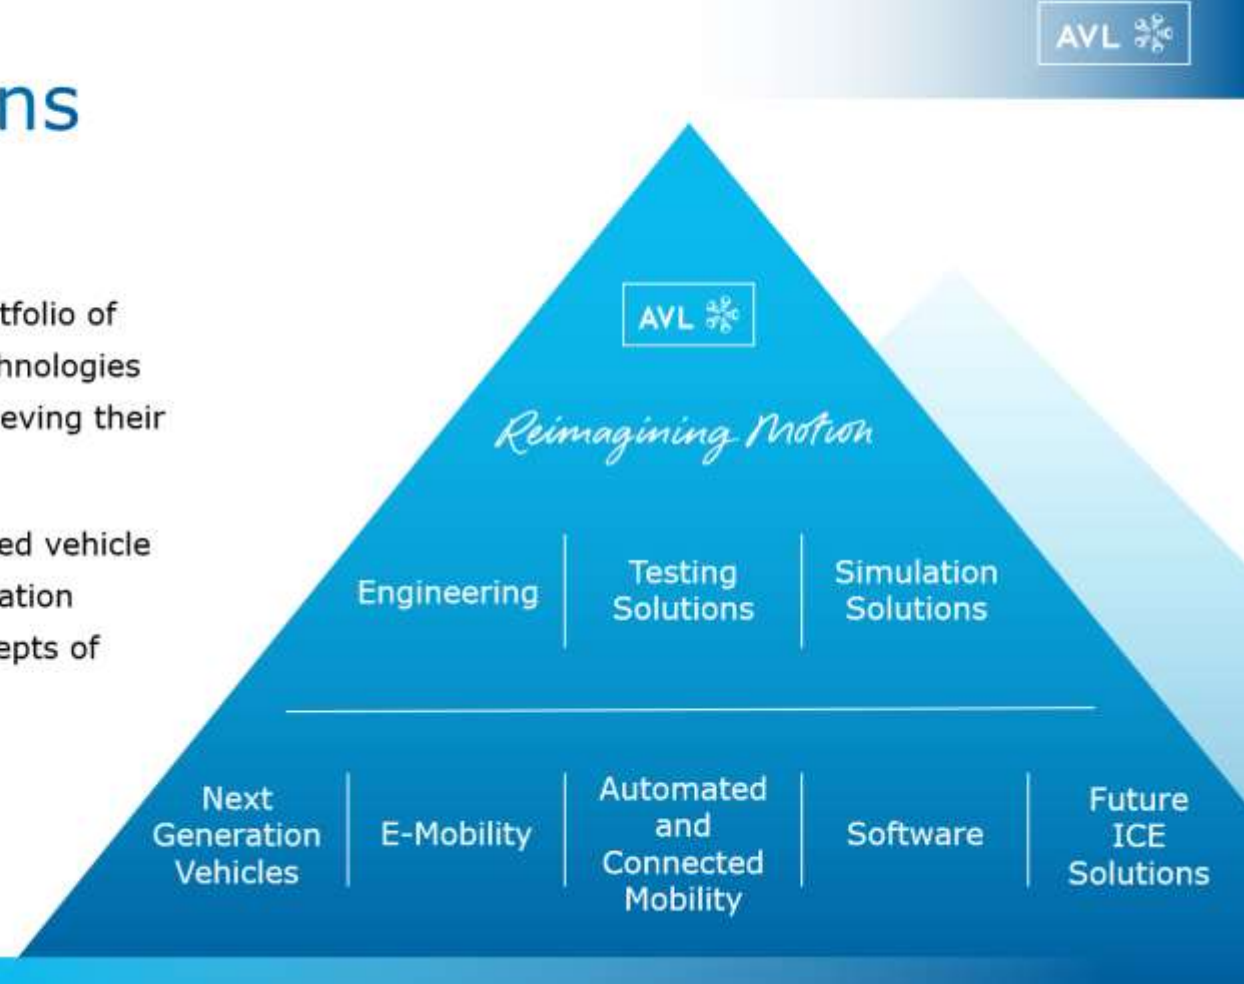 AVL
ns
tfolio of
hnologies
eving their
ed vehicle
ation
epts of
AVL
Reimagining Motion
Engineering
Testing
Solutions
Simulation
Solutions
Next
Generation
Vehicles
E-Mobility
Automated
and
Connected
Mobility
Software
Future
ICE
Solutions